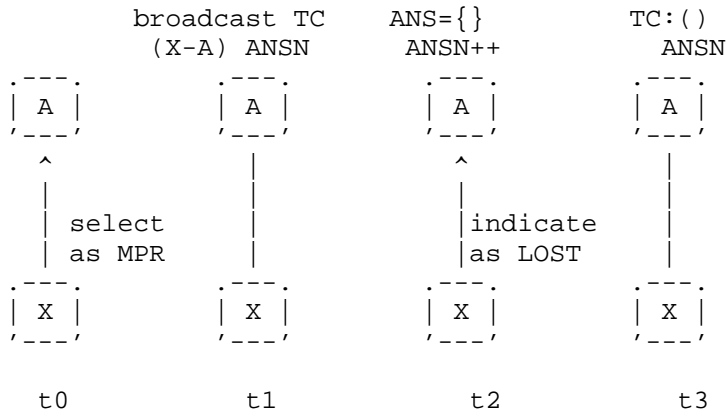 broadcast TC ANS={} TC:()
(X-A) ANSN ANSN++ ANSN
.---. .---. .---. .---.
| A | | A | | A | | A |
'---' '---' '---' '---'
^ | ^ |
| | | |
| select | |indicate |
| as MPR | |as LOST |
.---. .---. .---. .---.
| X | | X | | X | | X |
'---' '---' '---' '---'
t0 t1 t2 t3